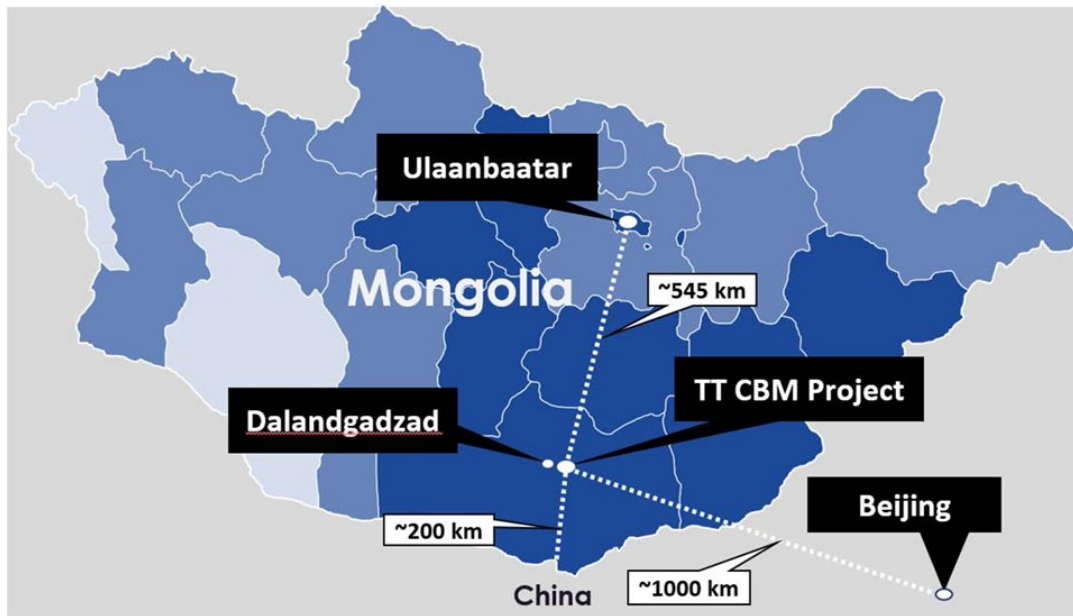 Ulaanbaatar
Mongolia
~545 km
TT CBM Project
Dalandgadzad
Beijing
~200 km
~1000 km
China